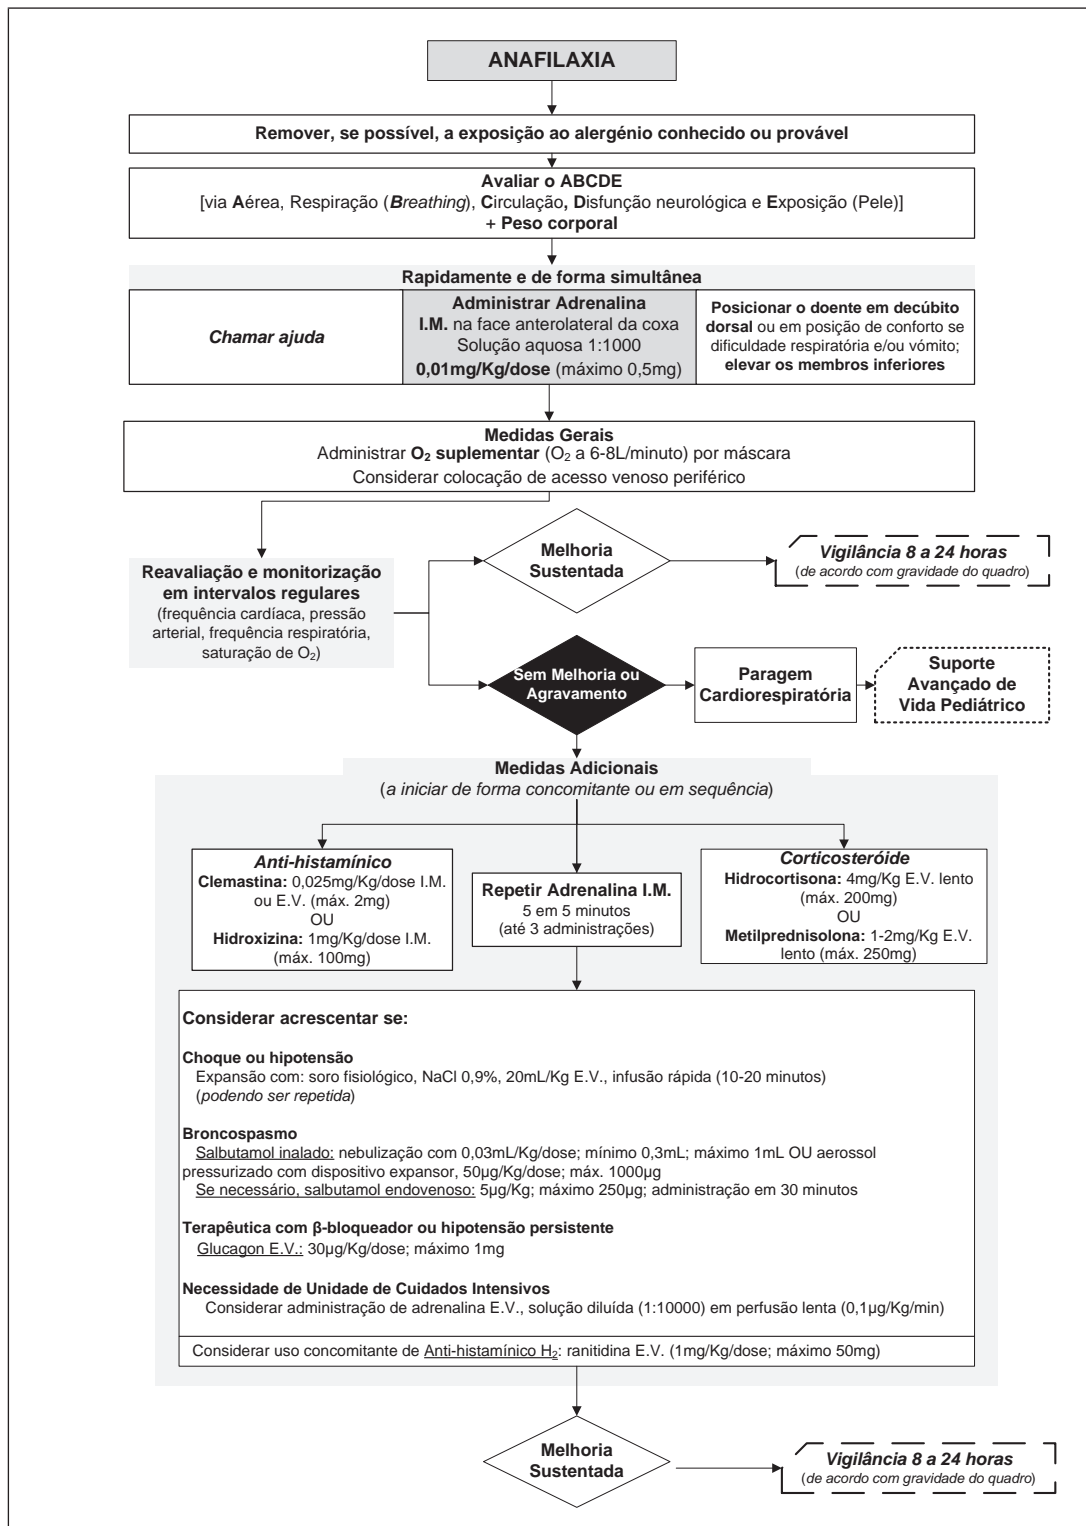 ANAFILAXIA
Remover, se possível, a exposição ao alergénio conhecido ou provável
Avaliar o ABCDE
[via Aérea, Respiração (Breathing), Circulação, Disfunção neurológica e Exposição (Pele)]
+ Peso corporal
Rapidamente e de forma simultânea
Chamar ajuda
Administrar Adrenalina
I.M. na face anterolateral da coxa
Solução aquosa 1:1000
0,01mg/Kg/dose (máximo 0,5mg)
Posicionar o doente em decúbito
dorsal ou em posição de conforto se
dificuldade respiratória e/ou vómito;
elevar os membros inferiores
Medidas Gerais
Administrar O₂ suplementar (O₂ a 6-8L/minuto) por máscara
Considerar colocação de acesso venoso periférico
Reavaliação e monitorização
em intervalos regulares
(frequência cardíaca, pressão
arterial, frequência respiratória,
saturação de O₂)
Melhoria
Sustentada
Vigilância 8 a 24 horas
(de acordo com gravidade do quadro)
Sem Melhoria ou
Agravamento
Paragem
Cardiorespiratória
Suporte
Avançado de
Vida Pediátrico
Medidas Adicionais
(a iniciar de forma concomitante ou em sequência)
Anti-histamínico
Clemastina: 0,025mg/Kg/dose I.M.
ou E.V. (máx. 2mg)
OU
Hidroxizina: 1mg/Kg/dose I.M.
(máx. 100mg)
Repetir Adrenalina I.M.
5 em 5 minutos
(até 3 administrações)
Corticosteróide
Hidrocortisona: 4mg/Kg E.V. lento
(máx. 200mg)
OU
Metilprednisolona: 1-2mg/Kg E.V.
lento (máx. 250mg)
Considerar acrescentar se:
Choque ou hipotensão
Expansão com: soro fisiológico, NaCl 0,9%, 20mL/Kg E.V., infusão rápida (10-20 minutos)
(podendo ser repetida)
Broncospasmo
Salbutamol inalado: nebulização com 0,03mL/Kg/dose; mínimo 0,3mL; máximo 1mL OU aerossol
pressurizado com dispositivo expansor, 50µg/Kg/dose; máx. 1000µg
Se necessário, salbutamol endovenoso: 5µg/Kg; máximo 250µg; administração em 30 minutos
Terapêutica com β-bloqueador ou hipotensão persistente
Glucagon E.V.: 30µg/Kg/dose; máximo 1mg
Necessidade de Unidade de Cuidados Intensivos
Considerar administração de adrenalina E.V., solução diluída (1:10000) em perfusão lenta (0,1µg/Kg/min)
Considerar uso concomitante de Anti-histamínico H₂: ranitidina E.V. (1mg/Kg/dose; máximo 50mg)
Melhoria
Sustentada
Vigilância 8 a 24 horas
(de acordo com gravidade do quadro)